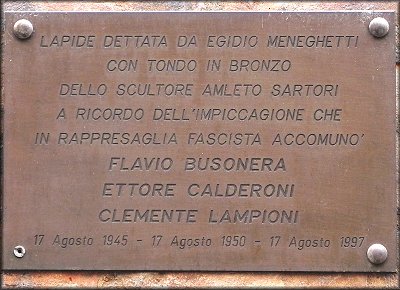 LAPIDE DETTATA DA EGIDIO MENEGHETTI
CON TONDO IN BRONZO
DELLO SCULTORE AMLETO SARTORI
A RICORDO DELL'IMPICCAGIONE CHE
IN RAPPRESAGLIA FASCISTA ACCOMUNO'
FLAVIO BUSONERA
ETTORE CALDERONI
CLEMENTE LAMPIONI
17 Agosto 1945 - 17 Agosto 1950 - 17 Agosto 1997